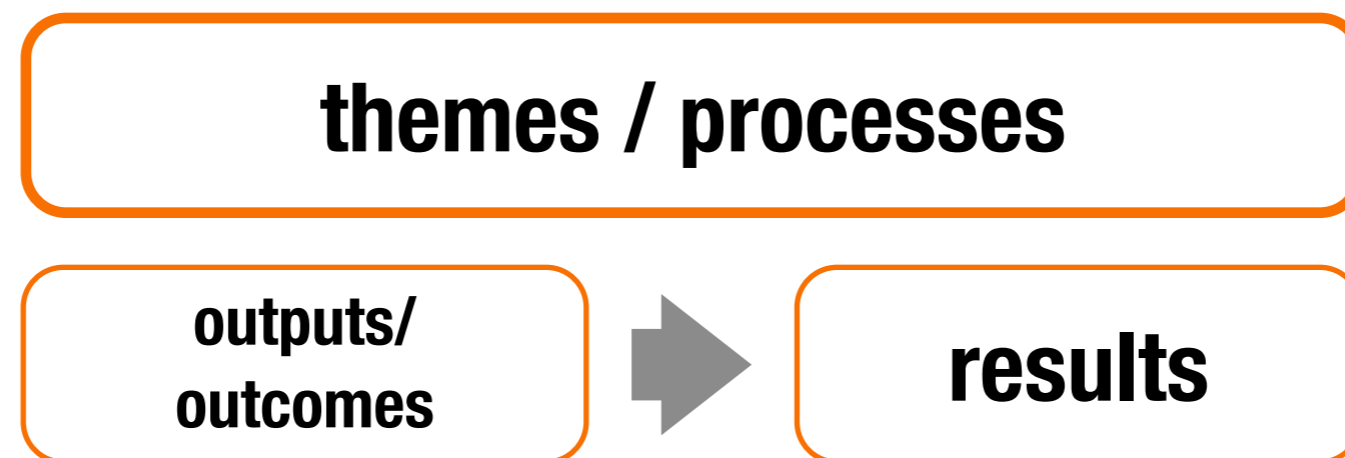 themes / processes
outputs/
outcomes
results